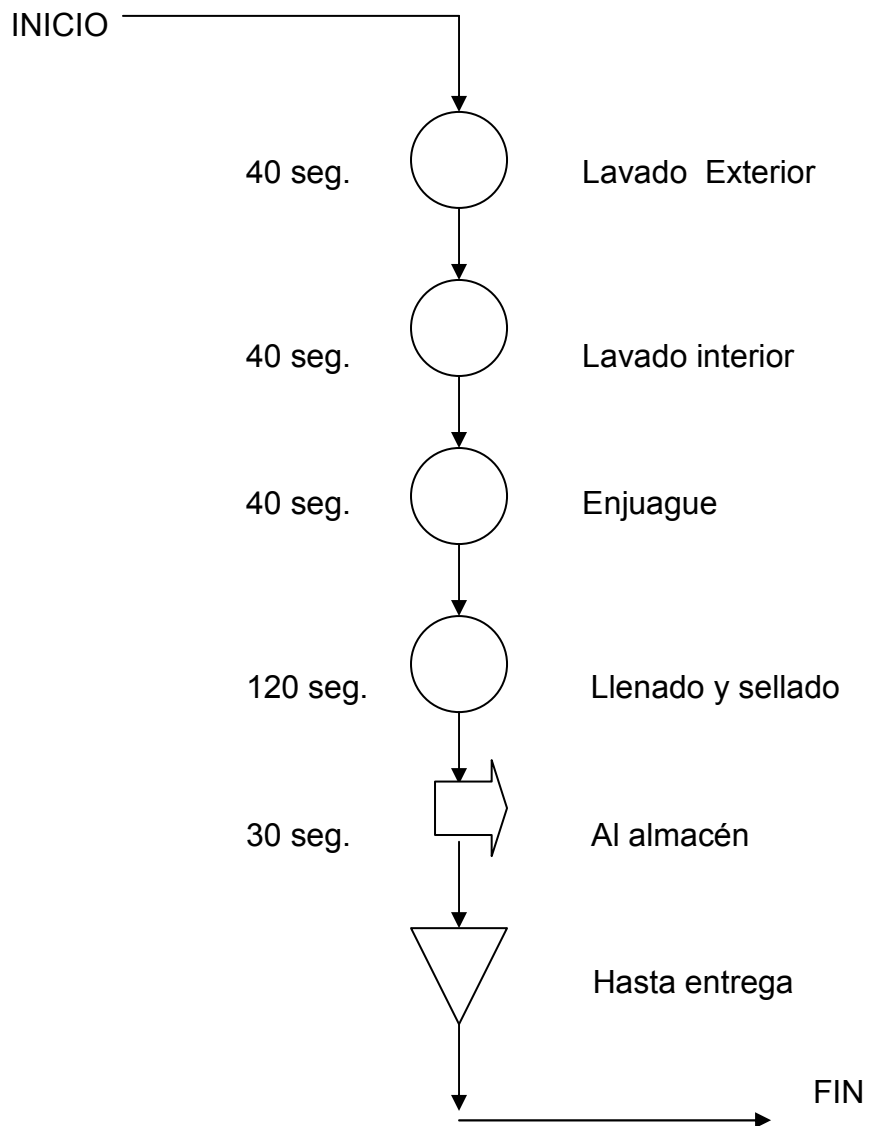 INICIO
40 seg. Lavado Exterior
40 seg. Lavado interior
40 seg. Enjuague
120 seg. Llenado y sellado
30 seg. Al almacén
Hasta entrega
FIN